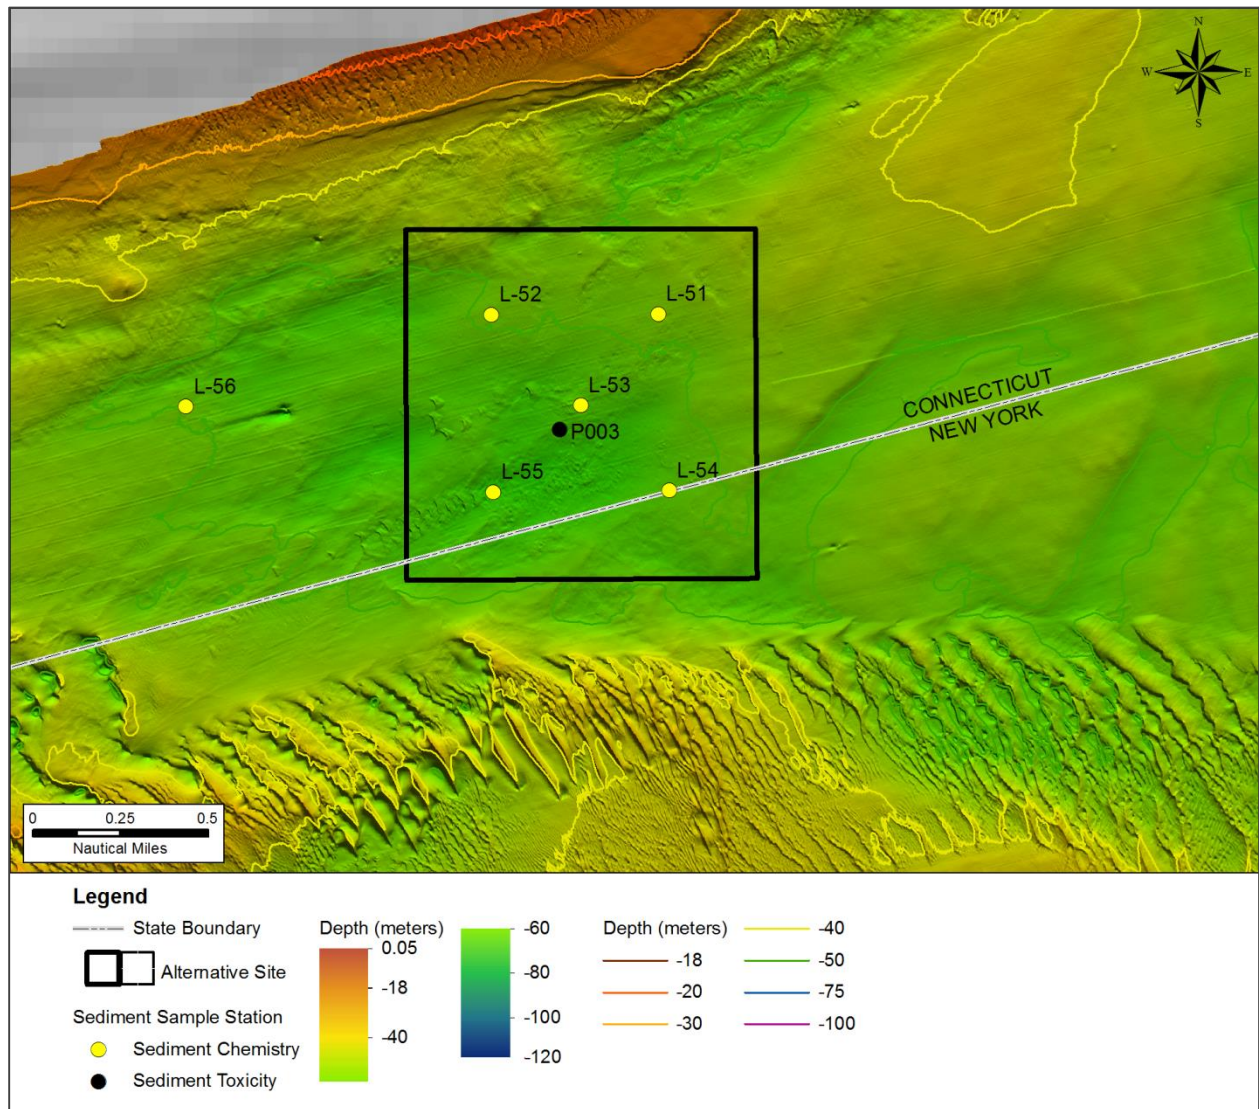 N
W E
S
L-52
L-51
L-56
L-53
CONNECTICUT
NEW YORK
P003
L-55
L-54
0 0.25 0.5
Nautical Miles
Legend
State Boundary
Alternative Site
Sediment Sample Station
Sediment Chemistry
Sediment Toxicity
Depth (meters)
0.05
-18
-40
-60
-80
-100
-120
Depth (meters)
-18
-20
-30
-40
-50
-75
-100